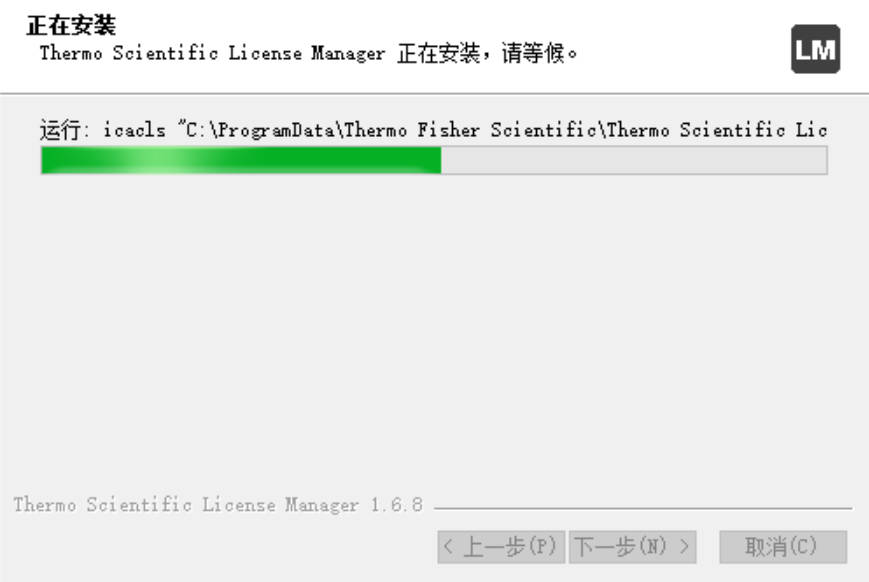 正在安装
Thermo Scientific License Manager 正在安装，请等候。
LM
运行: icacls "C:\ProgramData\Thermo Fisher Scientific\Thermo Scientific Lic
Thermo Scientific License Manager 1.6.8
< 上一步(P) 下一步(N) > 取消(C)